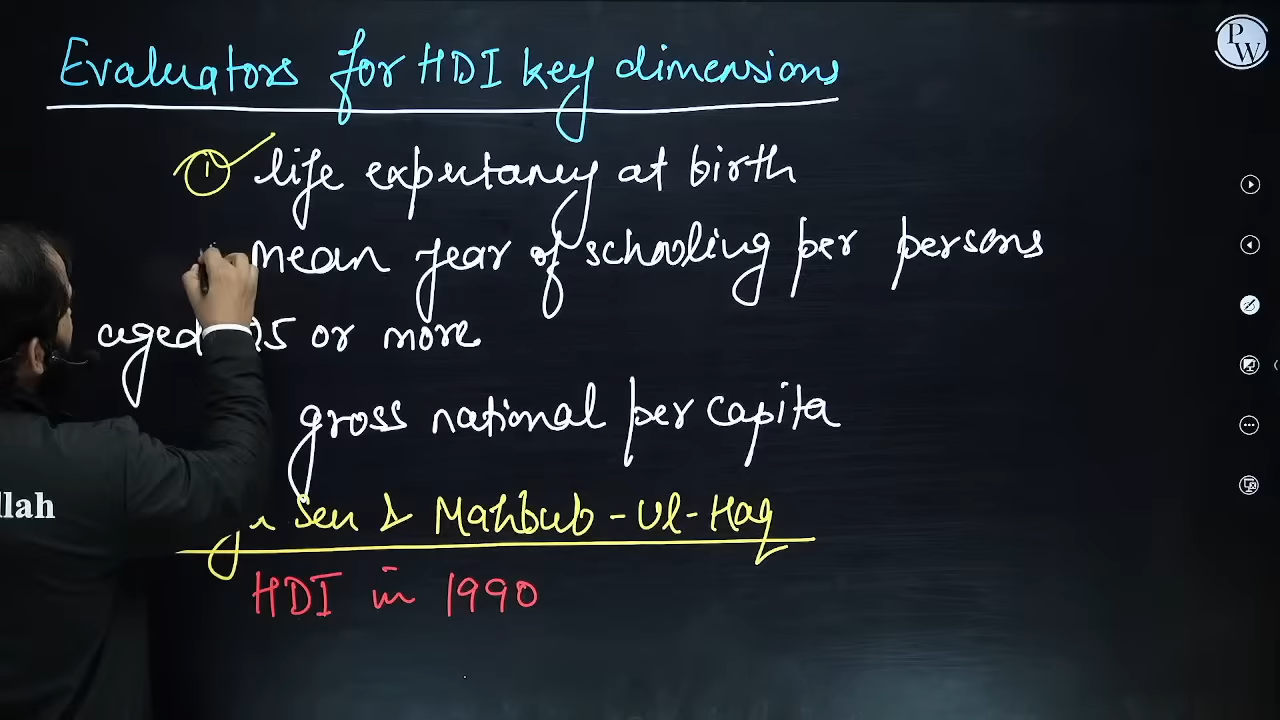 PW
Evaluators for HDI key dimensions
1 life expectancy at birth
mean year of schooling per persons
aged 25 or more
gross national per capita
Sen & Mahbub-Ul-Haq
HDI in 1990
llah